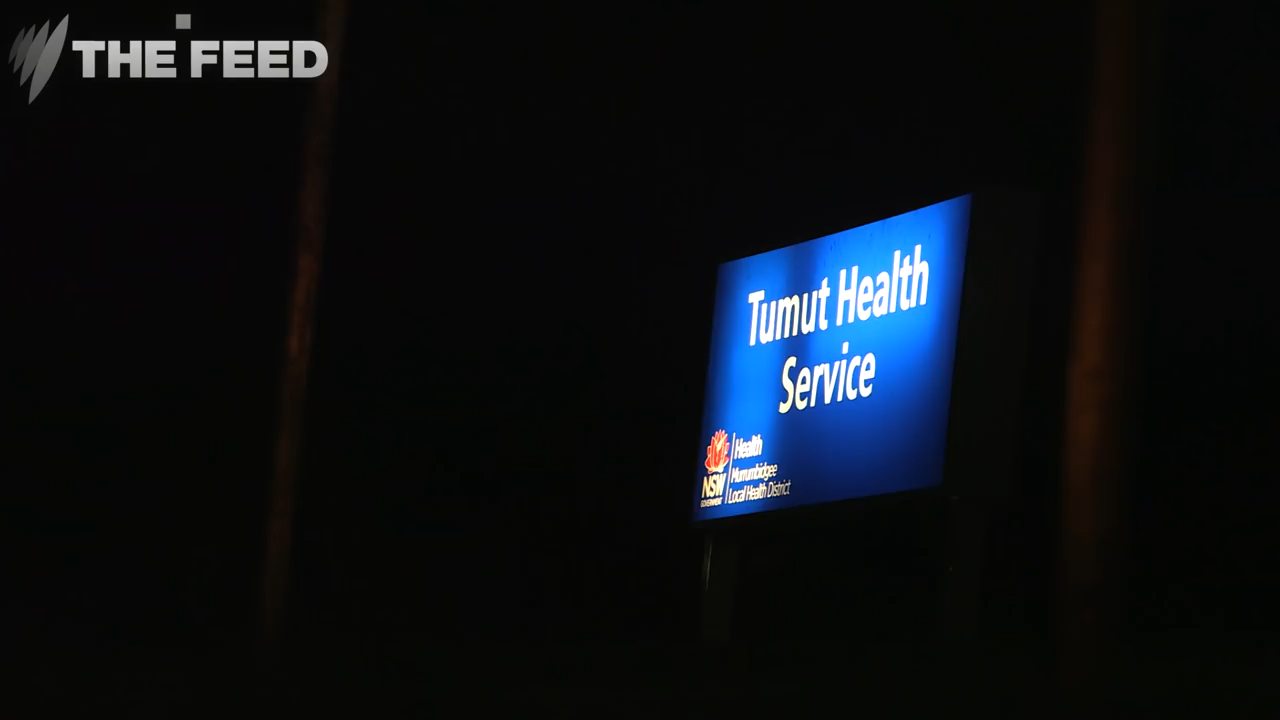 THE FEED
Tumut Health
Service
Health
Murrumbidgee
Local Health District
NSW
GOVERNMENT